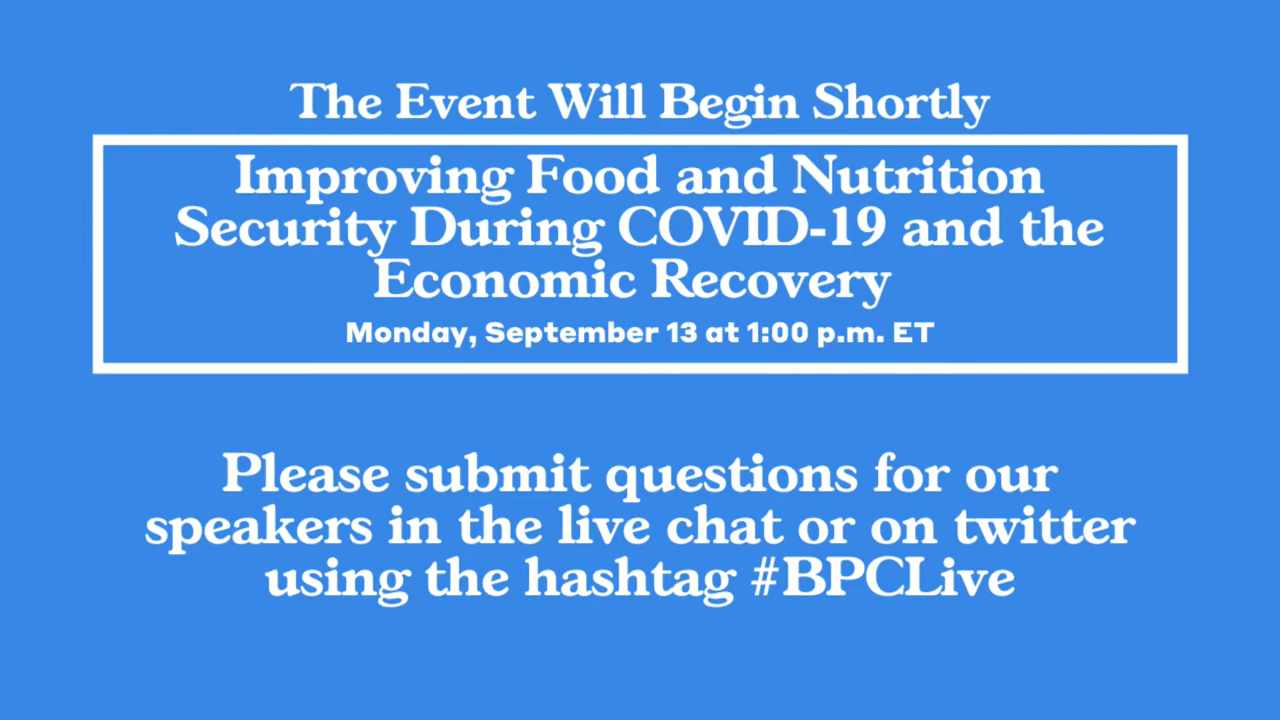 The Event Will Begin Shortly
Improving Food and Nutrition
Security During COVID-19 and the
Economic Recovery
Monday, September 13 at 1:00 p.m. ET
Please submit questions for our
speakers in the live chat or on twitter
using the hashtag #BPCLive